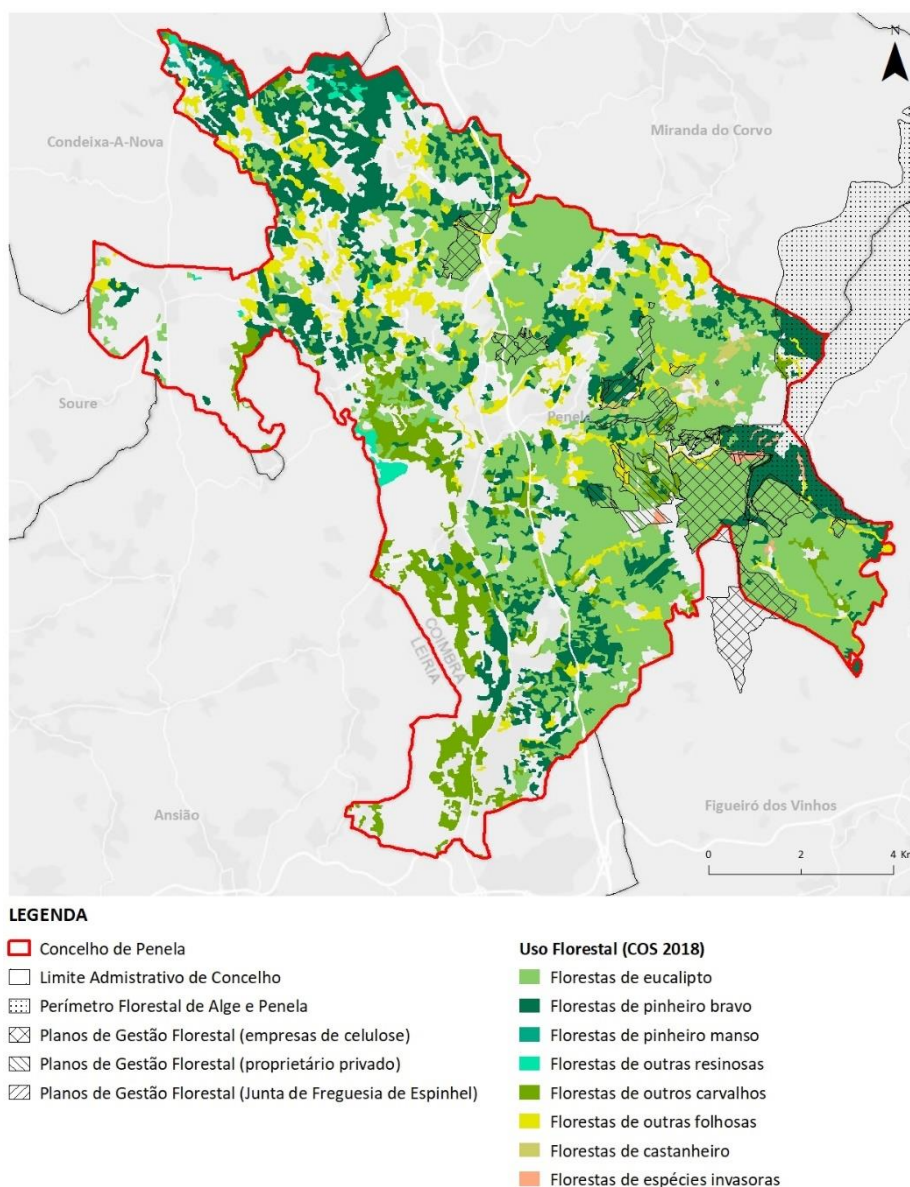 N
Condeixa-A-Nova
Miranda do Corvo
Soure
Penela
COIMBRA
LEIRIA
Ansião
Figueiró dos Vinhos
0 2 4 Km
LEGENDA
Concelho de Penela
Limite Admistrativo de Concelho
Perímetro Florestal de Alge e Penela
Planos de Gestão Florestal (empresas de celulose)
Planos de Gestão Florestal (proprietário privado)
Planos de Gestão Florestal (Junta de Freguesia de Espinhel)
Uso Florestal (COS 2018)
Florestas de eucalipto
Florestas de pinheiro bravo
Florestas de pinheiro manso
Florestas de outras resinosas
Florestas de outros carvalhos
Florestas de outras folhosas
Florestas de castanheiro
Florestas de espécies invasoras